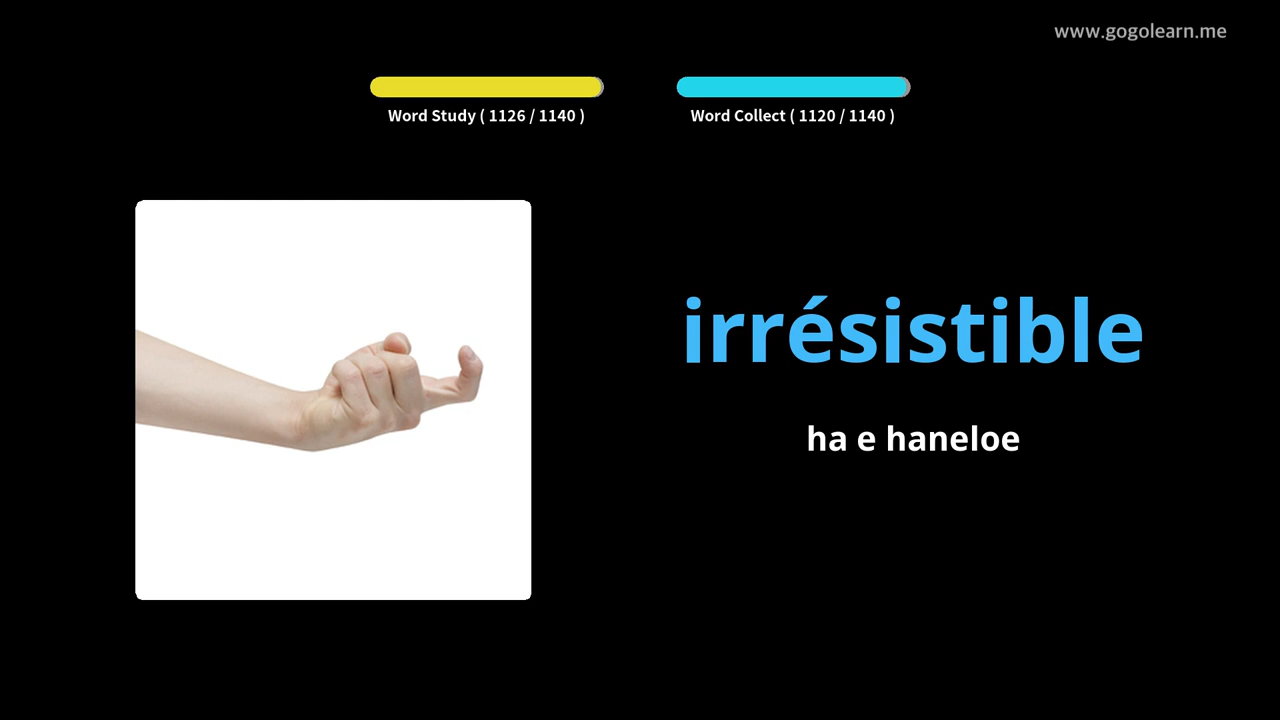 www.gogolearn.me
Word Study ( 1126 / 1140 )
Word Collect ( 1120 / 1140 )
irrésistible
ha e haneloe